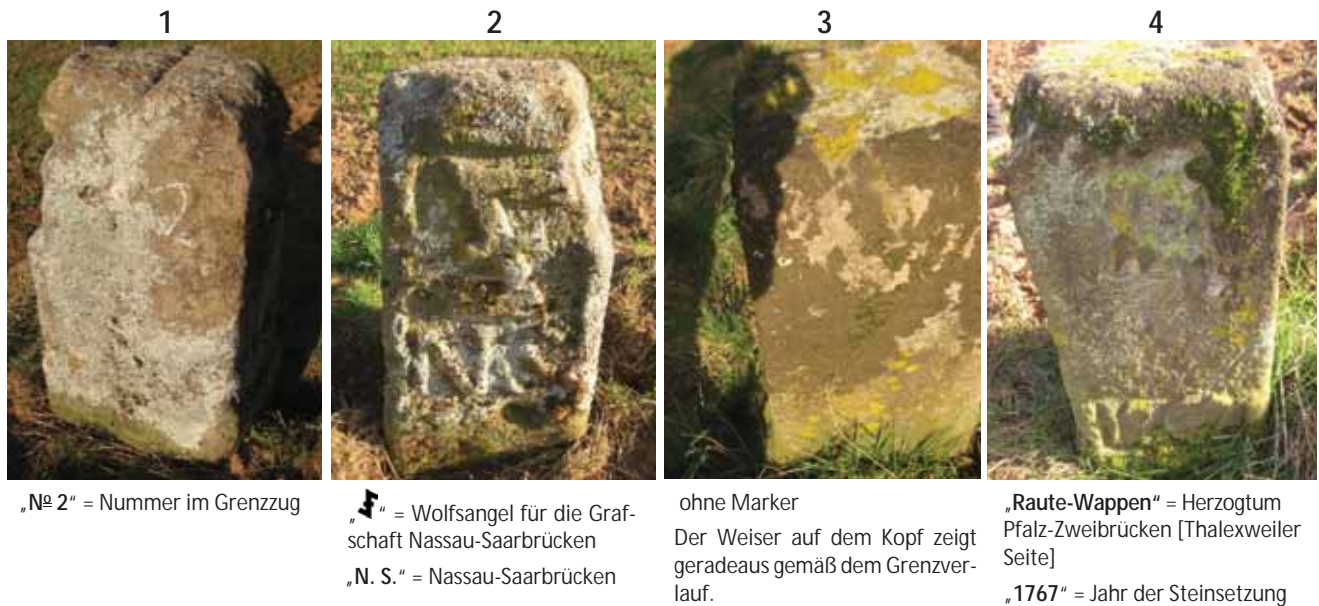 1
2
3
4
„Nº 2“ = Nummer im Grenzzug
„ “ = Wolfsangel für die Graf-
schaft Nassau-Saarbrücken
„N. S.“ = Nassau-Saarbrücken
ohne Marker
Der Weiser auf dem Kopf zeigt
geradeaus gemäß dem Grenzver-
lauf.
„Raute-Wappen“ = Herzogtum
Pfalz-Zweibrücken [Thalexweiler
Seite]
„1767“ = Jahr der Steinsetzung